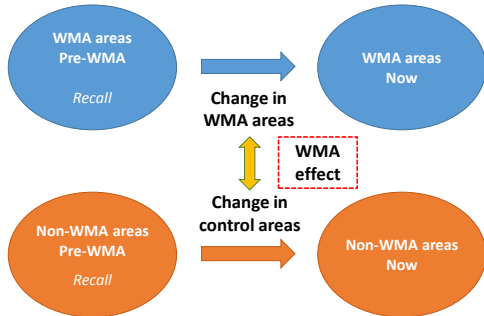 WMA areas
Pre-WMA
Recall
WMA areas
Now
Change in
WMA areas
WMA
effect
Change in
control areas
Non-WMA areas
Pre-WMA
Recall
Non-WMA areas
Now